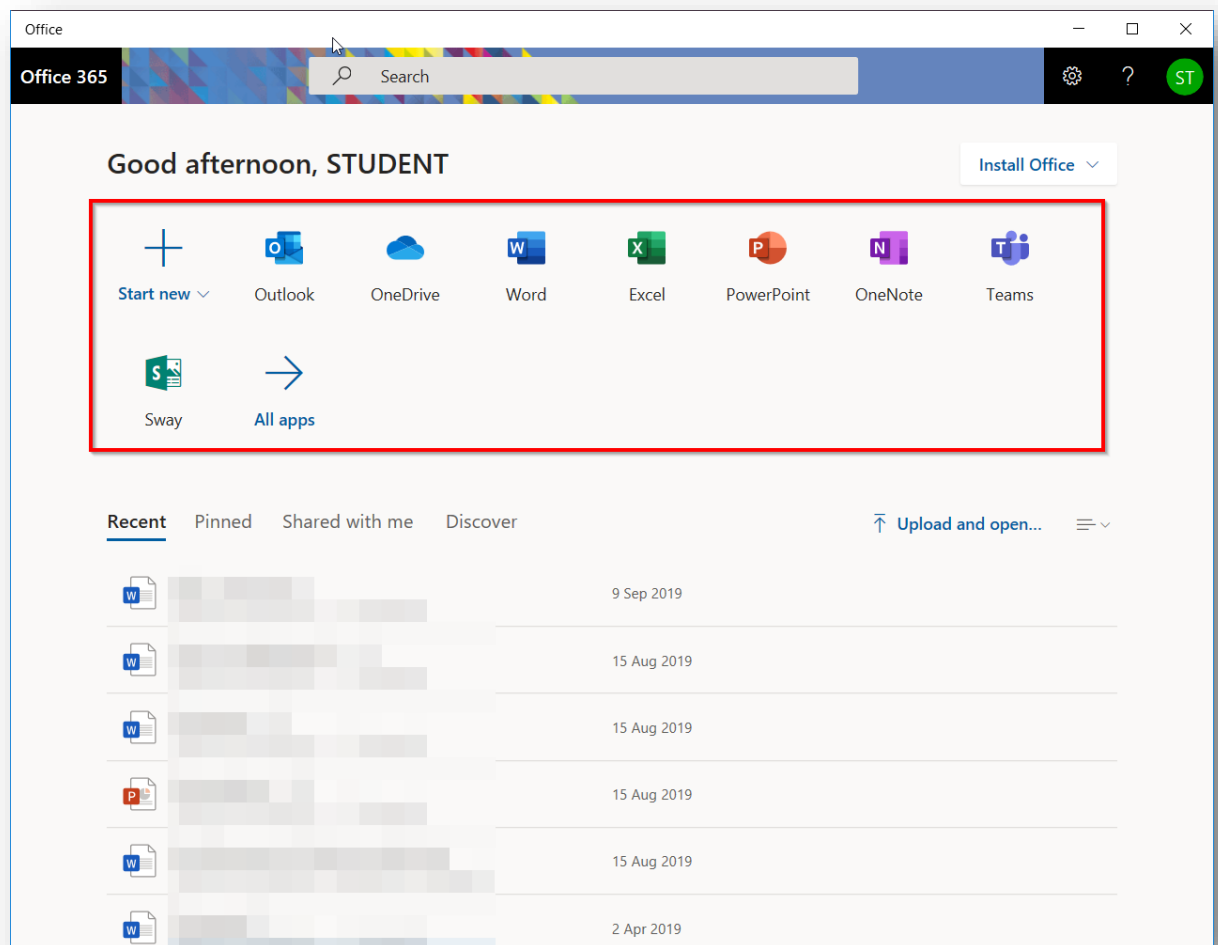 Office
Office 365
Search
?
ST
Good afternoon, STUDENT
Install Office
Start new
Outlook
OneDrive
Word
Excel
PowerPoint
OneNote
Teams
Sway
All apps
Recent Pinned Shared with me Discover
Upload and open...
9 Sep 2019
15 Aug 2019
15 Aug 2019
15 Aug 2019
15 Aug 2019
2 Apr 2019